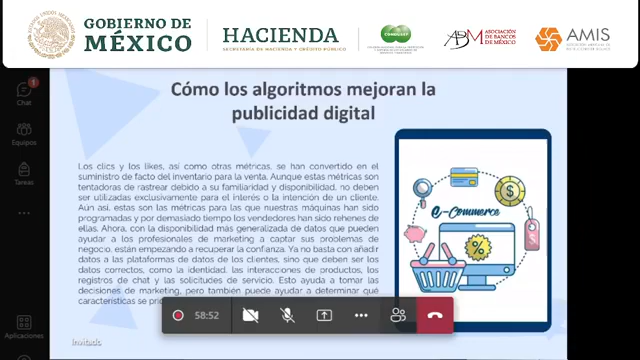 GOBIERNO DE
MÉXICO
HACIENDA
SECRETARÍA DE HACIENDA Y CRÉDITO PÚBLICO
CONDUSEF
ABM
ASOCIACIÓN
DE BANCOS
DE MÉXICO
AMIS
1
Chat
Equipos
Tareas
Aplicaciones
Cómo los algoritmos mejoran la
publicidad digital
Los clics y los likes, así como otras métricas, se han convertido en el
suministro de facto del inventario para la venta. Aunque estas métricas son
tentadoras de rastrear debido a su familiaridad y disponibilidad, no deben
ser utilizadas exclusivamente para el interés o la intención de un cliente.
Aún así, estas son las métricas para las que nuestras máquinas han sido
programadas y por demasiado tiempo los vendedores han sido rehenes de
ellas. Ahora, con la disponibilidad más generalizada de datos que pueden
ayudar a los profesionales de marketing a captar sus problemas de
negocio, están empezando a recuperar la confianza. Ya no basta con añadir
datos a las plataformas de datos de los clientes, sino que deben ser los
datos correctos, como la identidad, las interacciones de productos, los
registros de chat y las solicitudes de servicio. Esto ayuda a tomar las
decisiones de marketing, pero también puede ayudar a determinar qué
características se
e-Commerce
$
%
$
58:52
Invitado